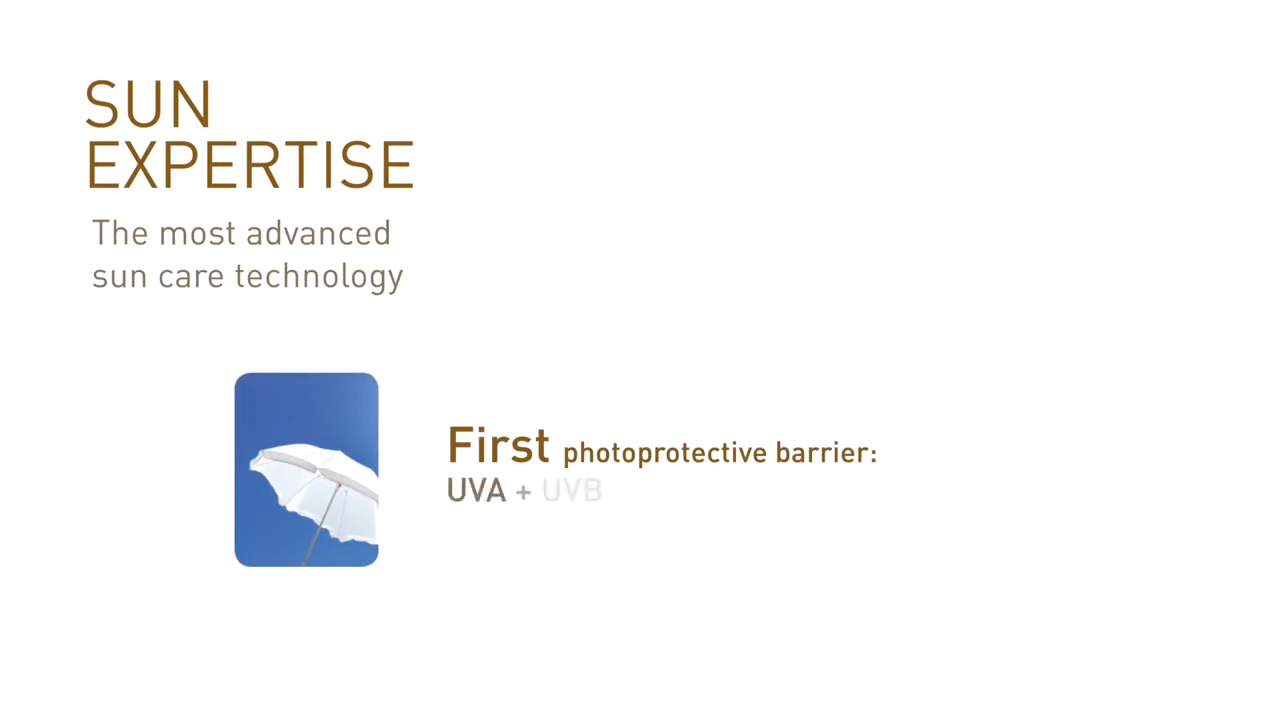 SUN
EXPERTISE
The most advanced
sun care technology
First photoprotective barrier:
UVA + UVB